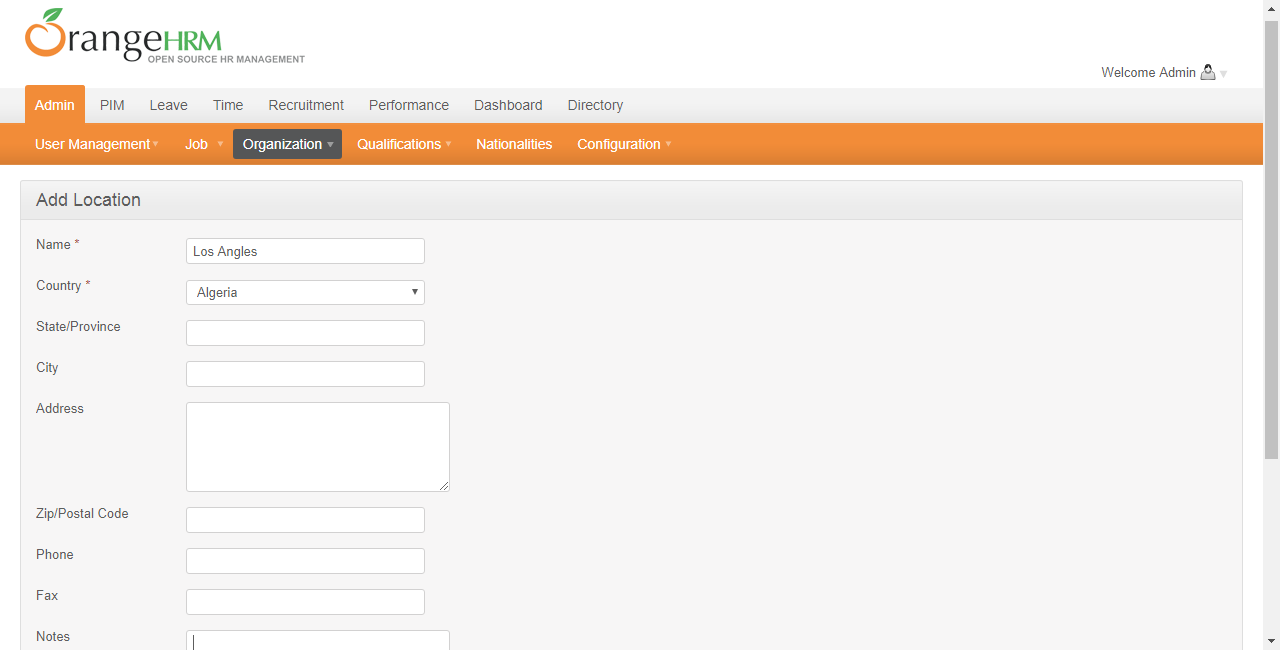 OrangeHRM
OPEN SOURCE HR MANAGEMENT
Welcome Admin
Admin PIM Leave Time Recruitment Performance Dashboard Directory
User Management Job Organization Qualifications Nationalities Configuration
Add Location
Name * Los Angles
Country * Algeria
State/Province
City
Address
Zip/Postal Code
Phone
Fax
Notes